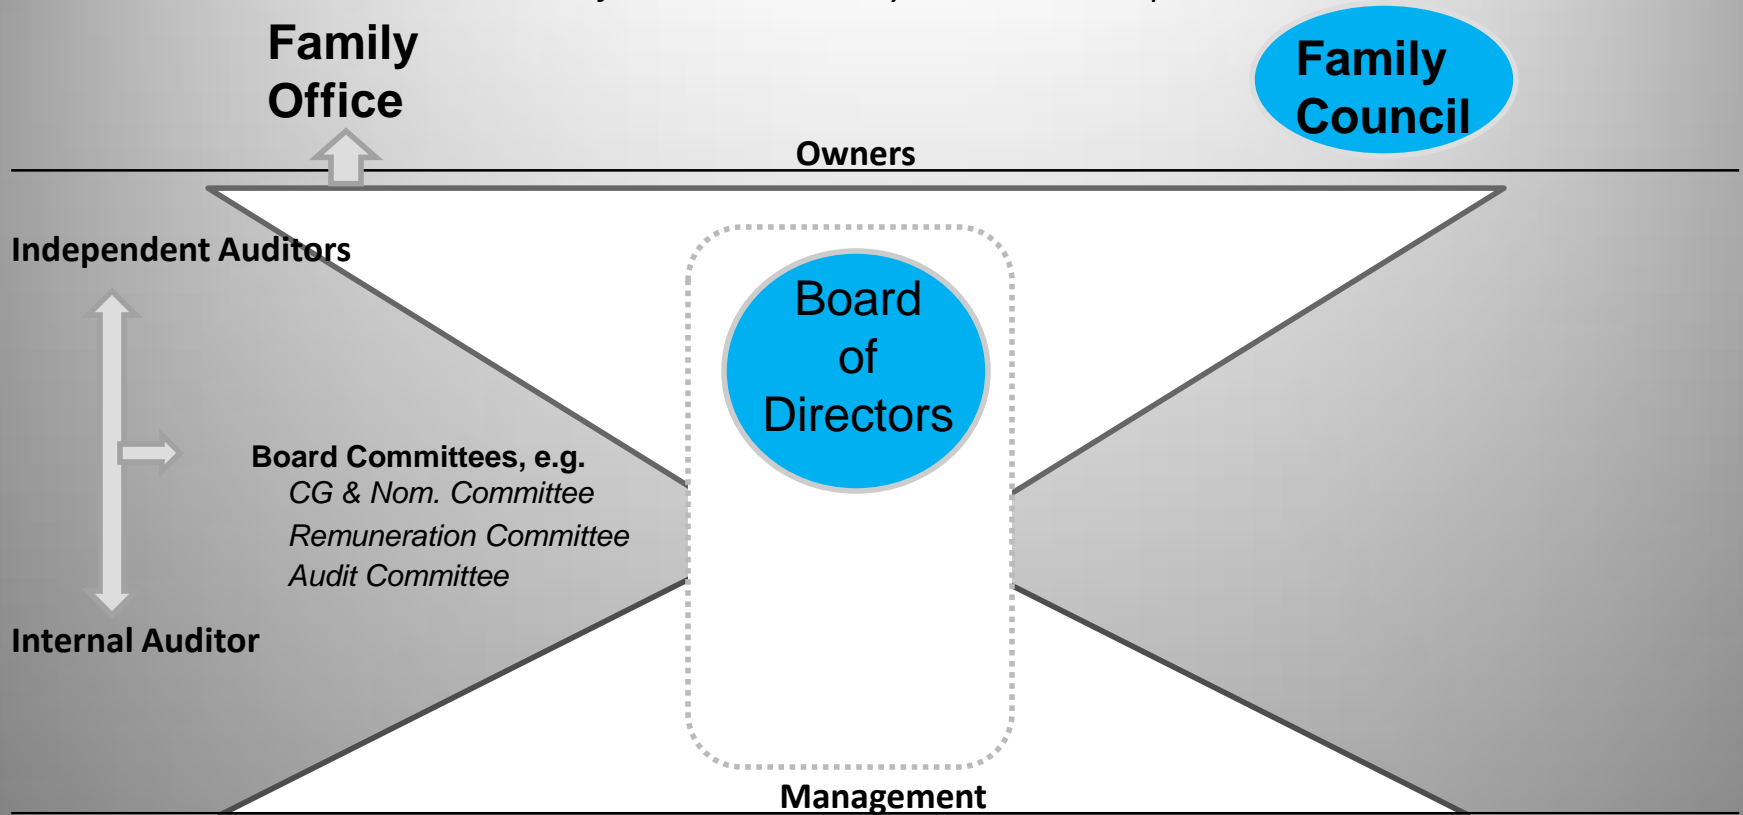 Family
Office
Family
Council
Owners
Independent Auditors
Board
of
Directors
Board Committees, e.g.
CG & Nom. Committee
Remuneration Committee
Audit Committee
Internal Auditor
Management